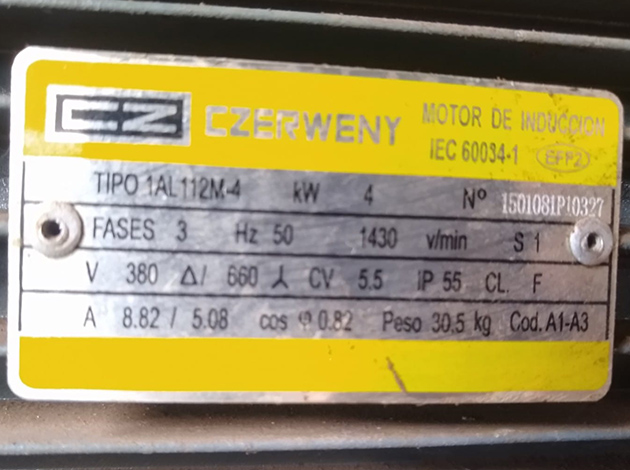 CZ CZERWENY MOTOR DE INDUCCION
IEC 60034-1 EFF2
TIPO 1AL112M-4 kW 4 Nº 1501081P10327
FASES 3 Hz 50 1430 v/min S 1
V 380 Δ/ 660 ⅄ CV 5.5 IP 55 CL. F
A 8.82 / 5.08 cos φ 0.82 Peso 30.5 kg Cod. A1-A3